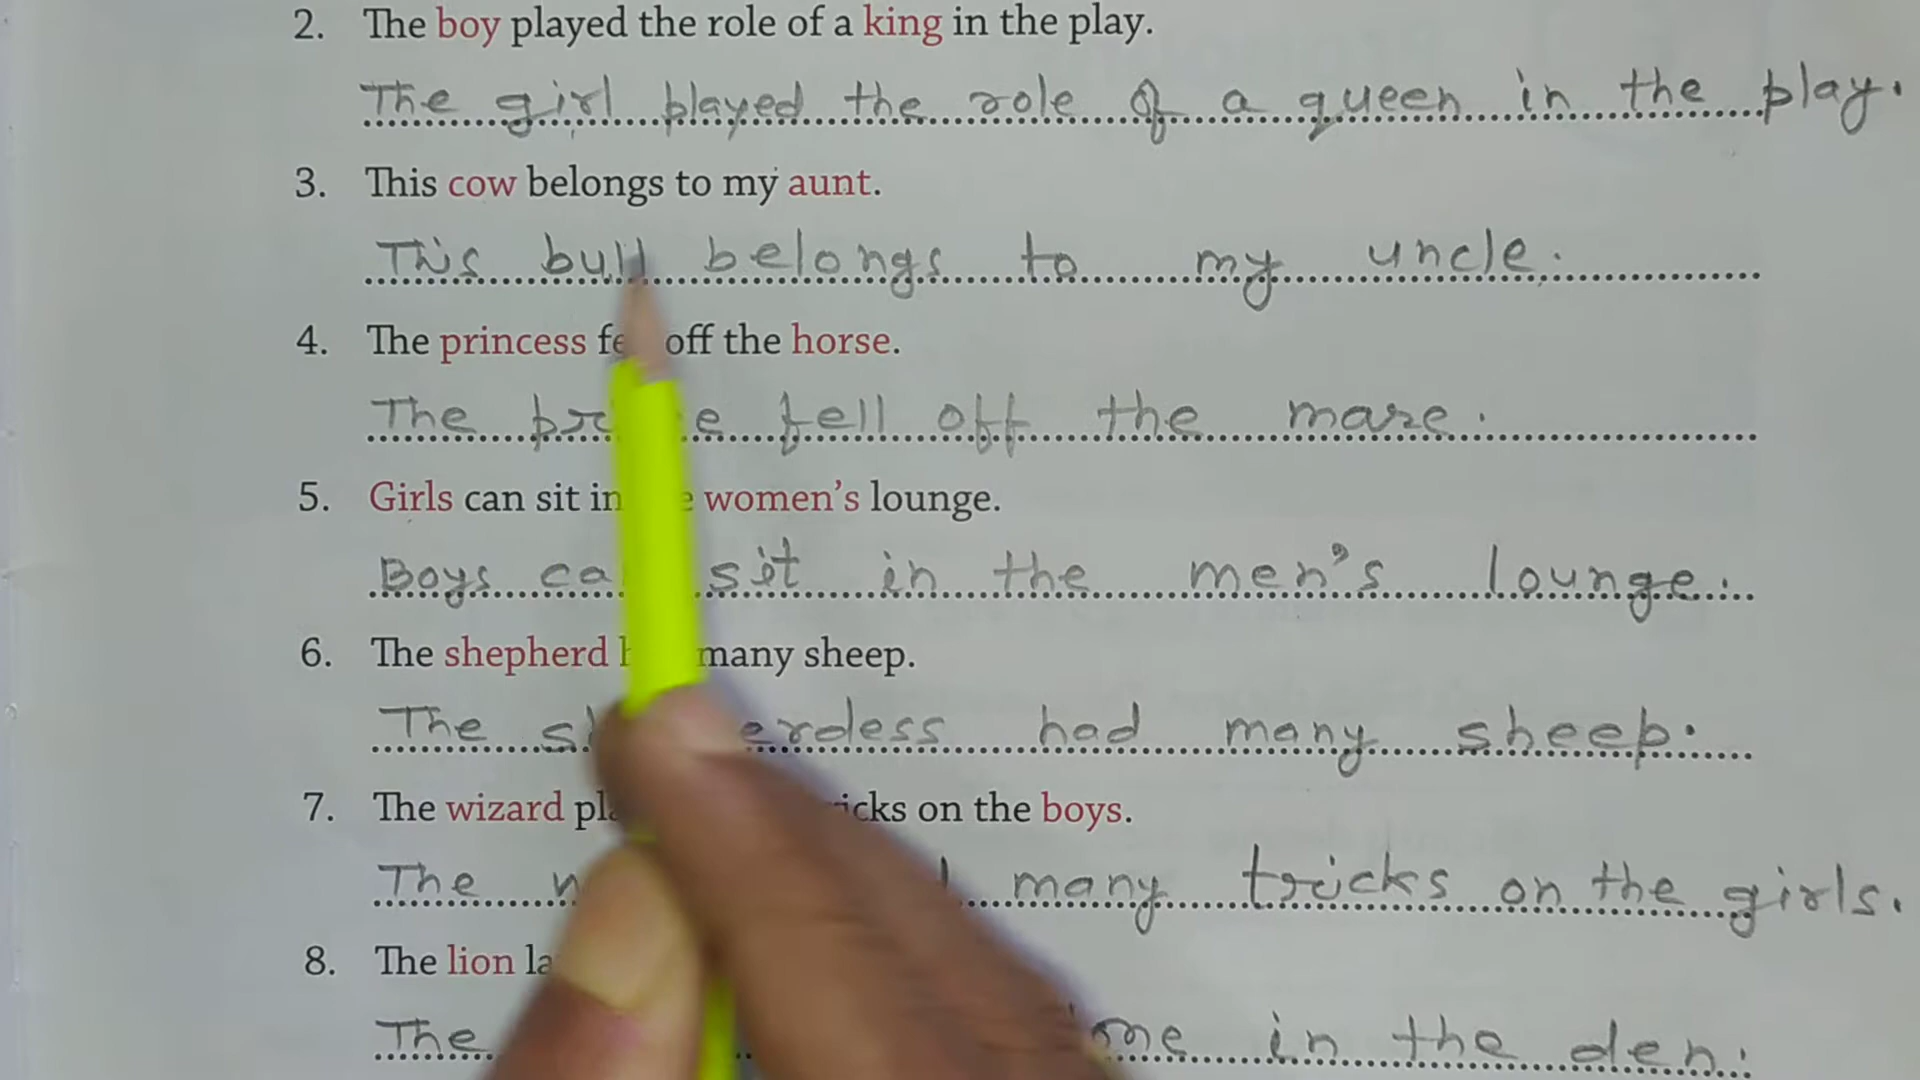 2. The boy played the role of a king in the play.
The girl played the role of a queen in the play.
3. This cow belongs to my aunt.
This bull belongs to my uncle.
4. The princess off the horse.
The fell off the mare.
5. Girls can sit in women's lounge.
Boys sit in the men's lounge.
6. The shepherd many sheep.
The had many sheep.
7. The wizard on the boys.
The many tricks on the girls.
8. The lion
The in the den.